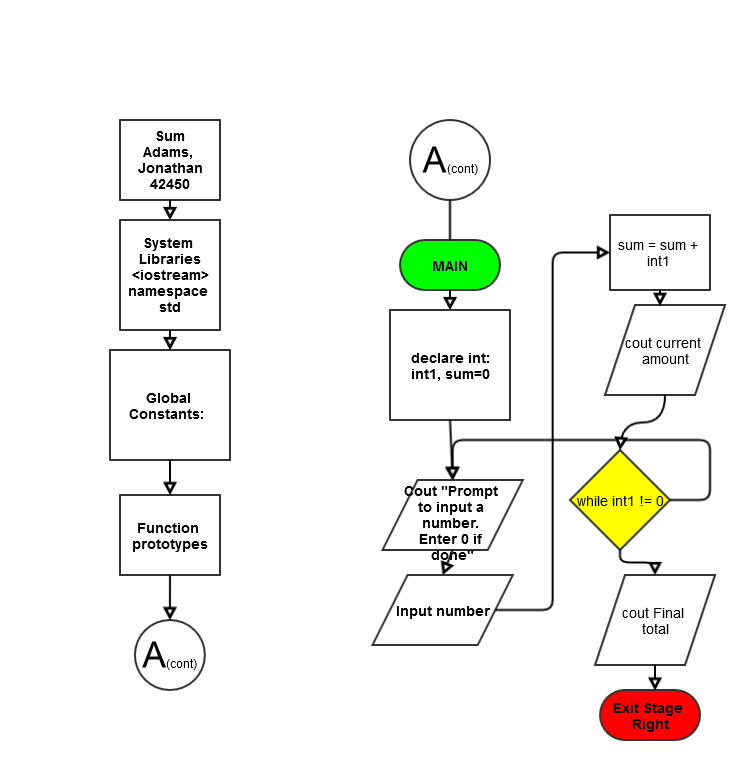 Sum
Adams,
Jonathan
42450
System
Libraries
<iostream>
namespace
std
Global
Constants:
Function
prototypes
A(cont)
A(cont)
MAIN
declare int:
int1, sum=0
Cout "Prompt
to input a
number.
Enter 0 if
done"
Input number
sum = sum +
int1
cout current
amount
while int1 != 0
cout Final
total
Exit Stage
Right